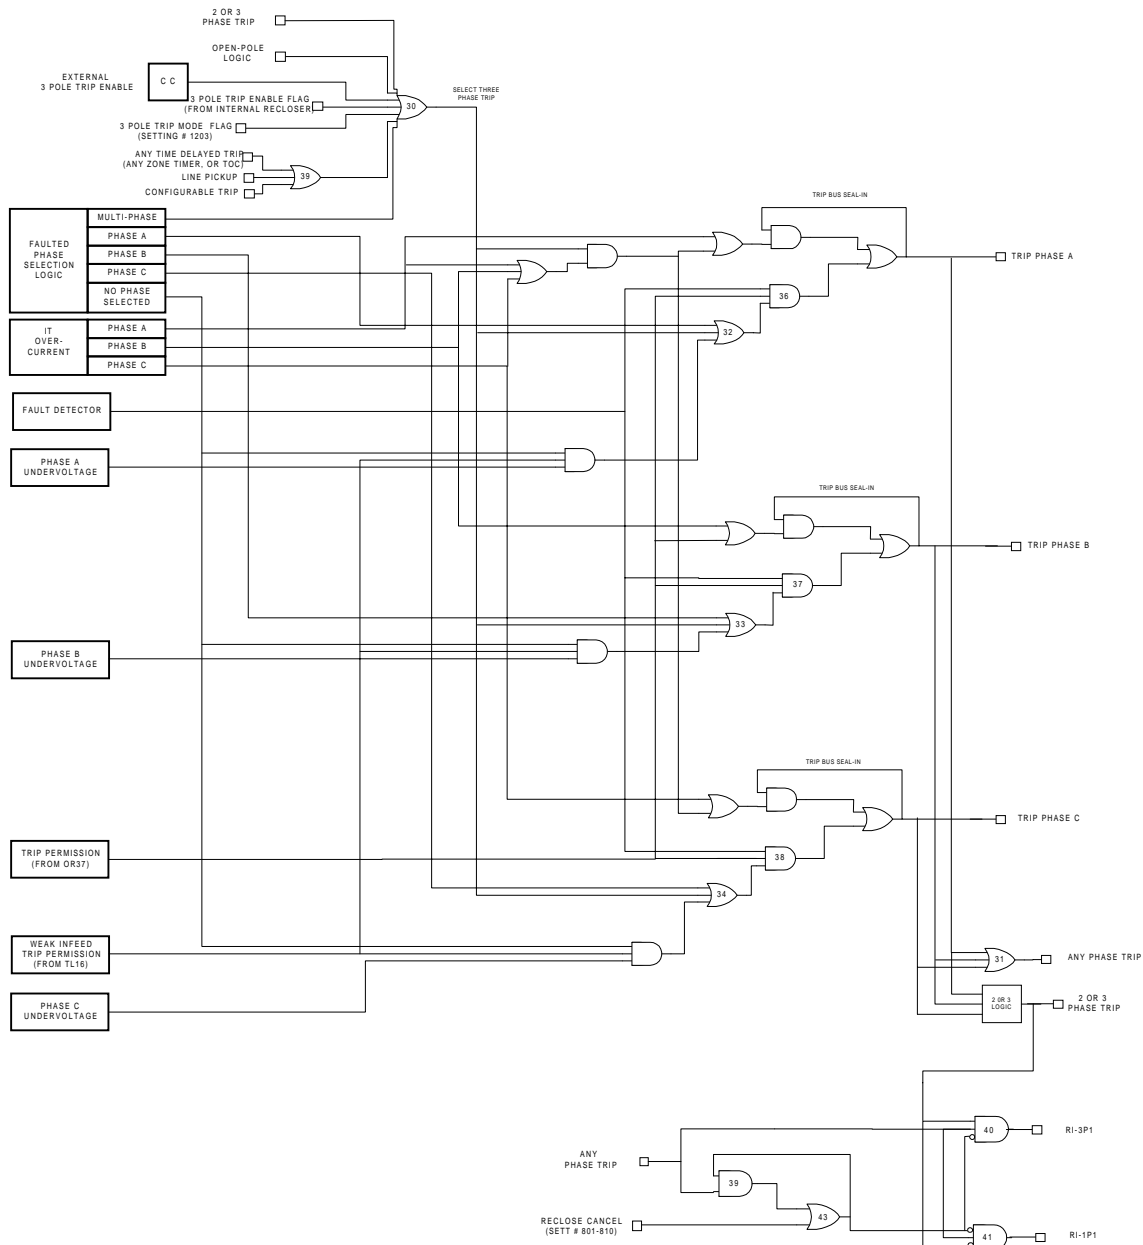 2 OR 3
PHASE TRIP
OPEN-POLE
LOGIC
EXTERNAL
3 POLE TRIP ENABLE
C C
3 POLE TRIP ENABLE FLAG
(FROM INTERNAL RECLOSER)
30
SELECT THREE
PHASE TRIP
3 POLE TRIP MODE FLAG
(SETTING # 1203)
ANY TIME DELAYED TRIP
(ANY ZONE TIMER, OR TOC)
LINE PICKUP
39
CONFIGURABLE TRIP
FAULTED
PHASE
SELECTION
LOGIC
MULTI-PHASE
PHASE A
PHASE B
PHASE C
NO PHASE
SELECTED
IT
OVER-
CURRENT
PHASE A
PHASE B
PHASE C
TRIP BUS SEAL-IN
TRIP PHASE A
36
32
FAULT DETECTOR
PHASE A
UNDERVOLTAGE
TRIP BUS SEAL-IN
TRIP PHASE B
37
33
PHASE B
UNDERVOLTAGE
TRIP BUS SEAL-IN
TRIP PHASE C
TRIP PERMISSION
(FROM OR37)
38
34
WEAK INFEED
TRIP PERMISSION
(FROM TL16)
31
ANY PHASE TRIP
PHASE C
UNDERVOLTAGE
2 OR 3
LOGIC
2 OR 3
PHASE TRIP
40
RI-3P1
ANY
PHASE TRIP
39
RECLOSE CANCEL
(SETT # 801-810)
43
41
RI-1P1